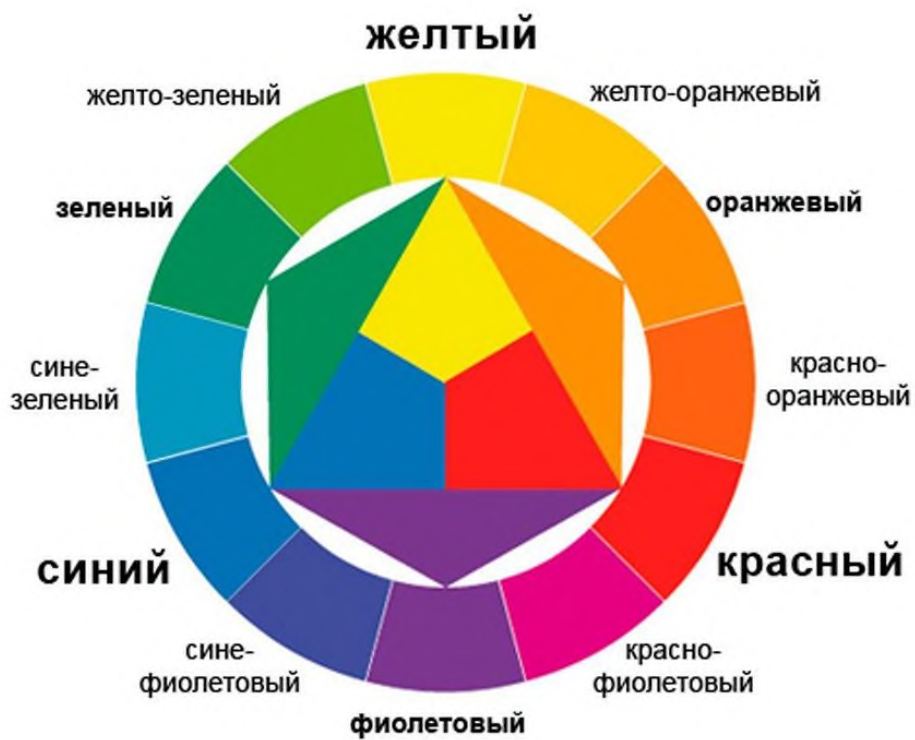 желтый
желто-зеленый
желто-оранжевый
зеленый
оранжевый
сине-
зеленый
красно-
оранжевый
синий
красный
сине-
фиолетовый
красно-
фиолетовый
фиолетовый